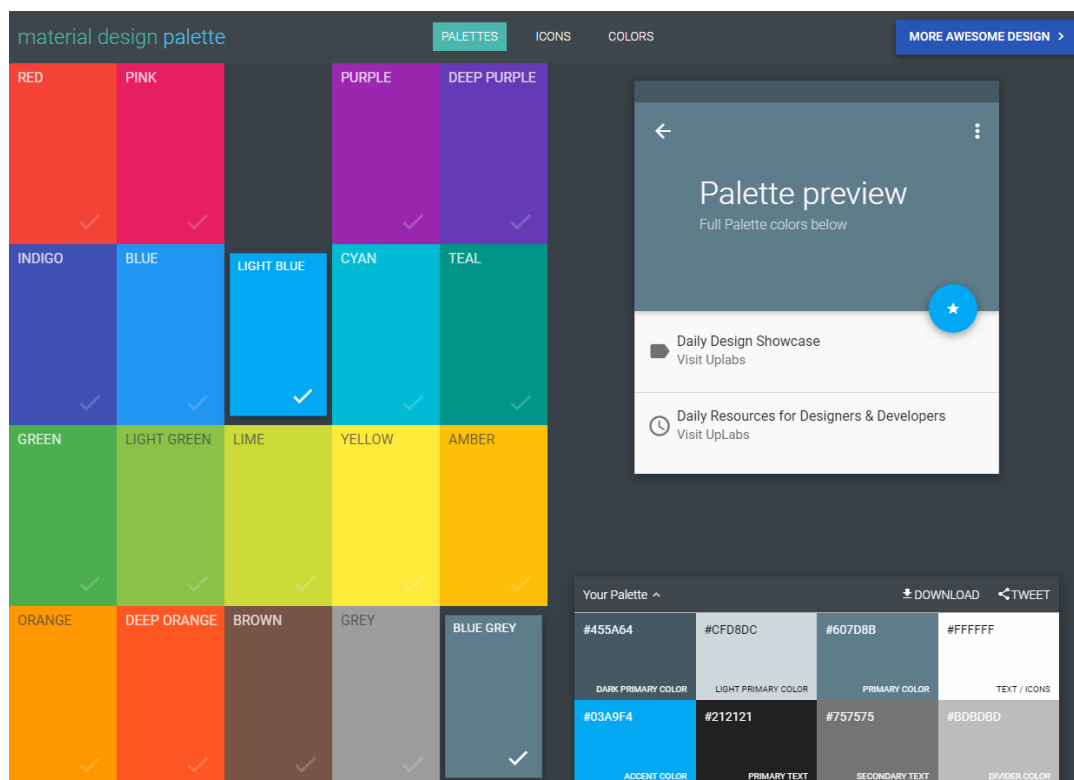 material design palette
PALETTES
ICONS
COLORS
MORE AWESOME DESIGN >
RED
PINK
PURPLE
DEEP PURPLE
INDIGO
BLUE
LIGHT BLUE
CYAN
TEAL
GREEN
LIGHT GREEN
LIME
YELLOW
AMBER
ORANGE
DEEP ORANGE
BROWN
GREY
BLUE GREY
Palette preview
Full Palette colors below
Daily Design Showcase
Visit Uplabs
Daily Resources for Designers & Developers
Visit UpLabs
Your Palette
DOWNLOAD
TWEET
#455A64
DARK PRIMARY COLOR
#CFD8DC
LIGHT PRIMARY COLOR
#607D8B
PRIMARY COLOR
#FFFFFF
TEXT / ICONS
#03A9F4
ACCENT COLOR
#212121
PRIMARY TEXT
#757575
SECONDARY TEXT
#BDBDBD
DIVIDER COLOR